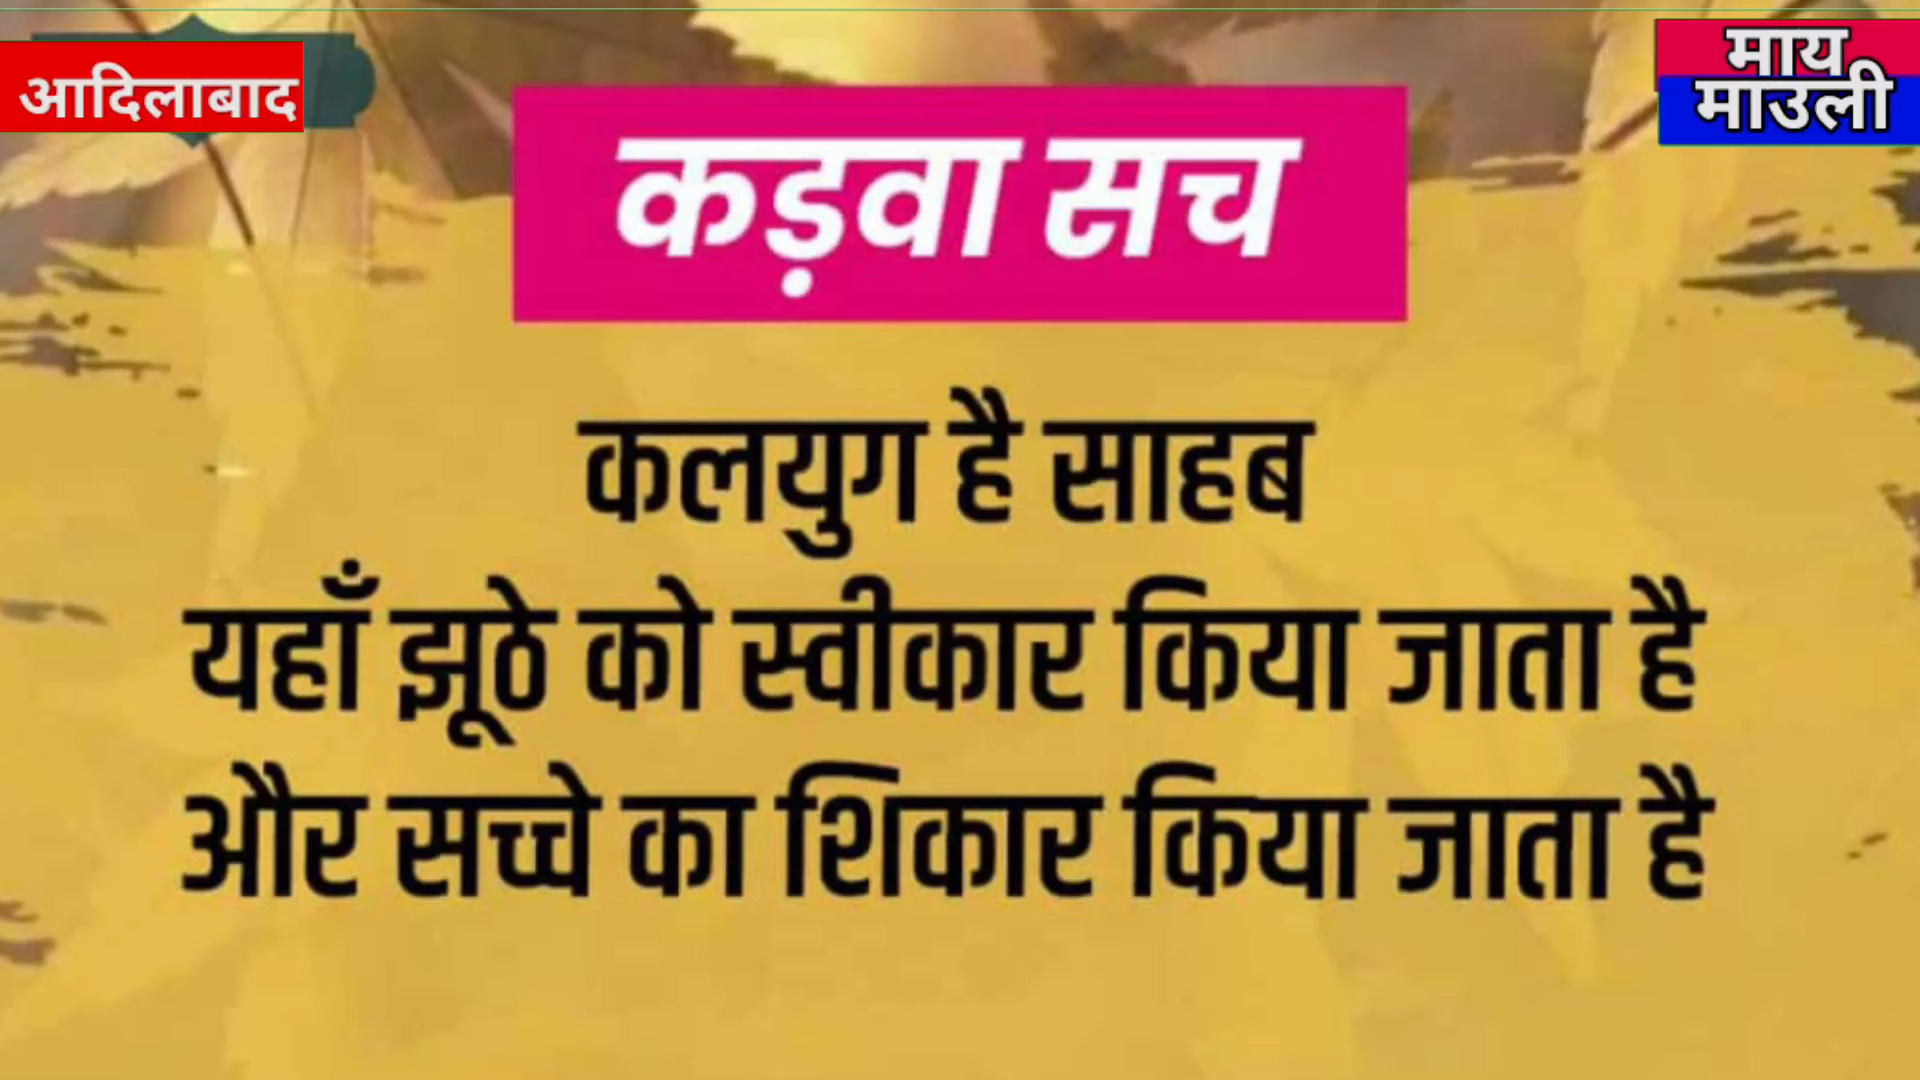 आदिलाबाद
माय
माउली
कड़वा सच
कलयुग है साहब
यहाँ झूठे को स्वीकार किया जाता है
और सच्चे का शिकार किया जाता है